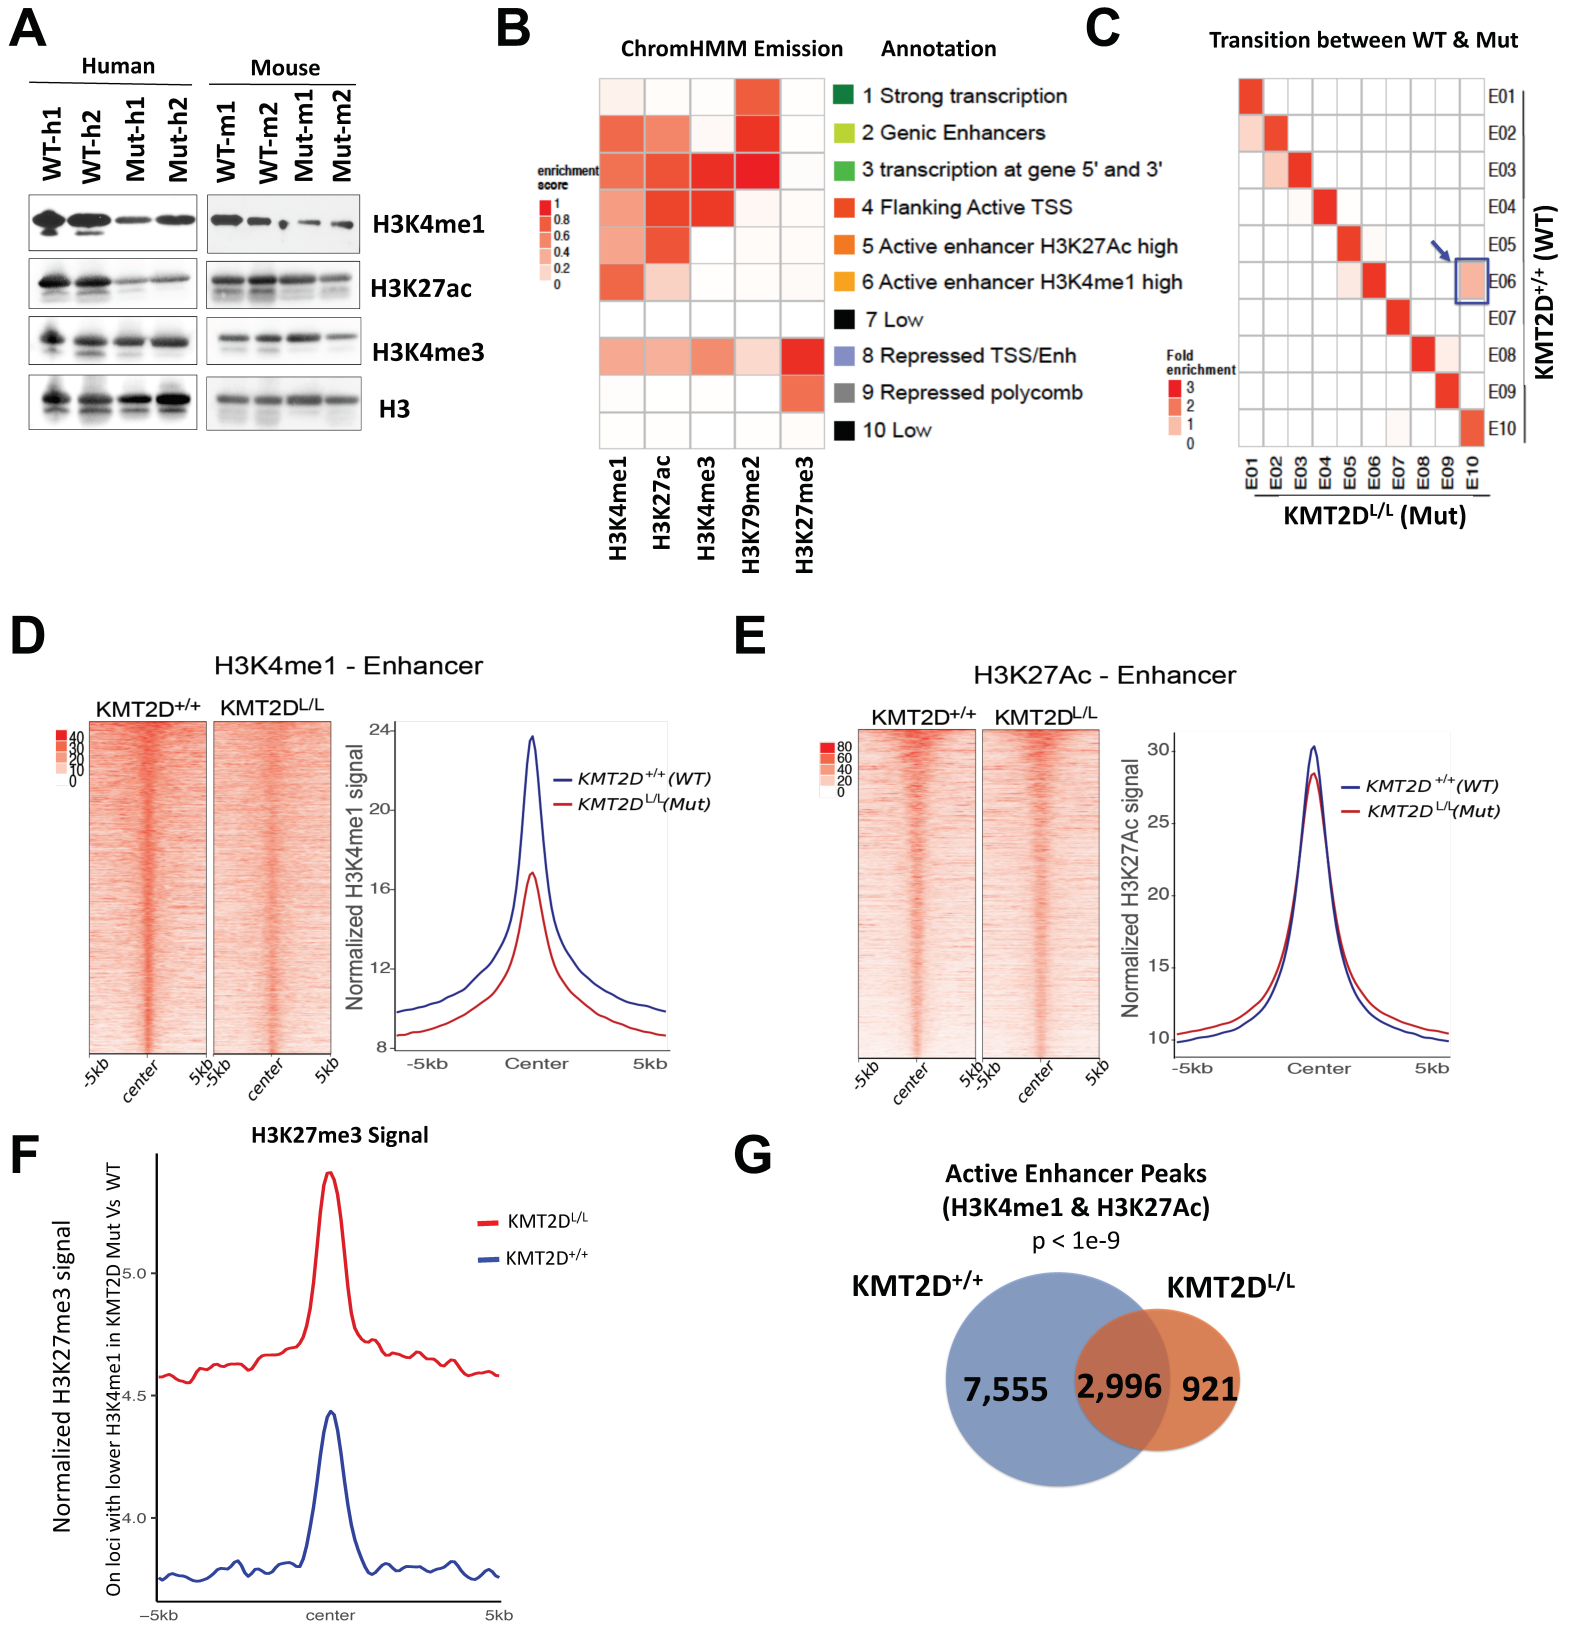 A
Human
Mouse
WT-h1
WT-h2
Mut-h1
Mut-h2
WT-m1
WT-m2
Mut-m1
Mut-m2
H3K4me1
H3K27ac
H3K4me3
H3
B
ChromHMM Emission
Annotation
enrichment
score
1
0.8
0.6
0.4
0.2
0
1 Strong transcription
2 Genic Enhancers
3 transcription at gene 5' and 3'
4 Flanking Active TSS
5 Active enhancer H3K27Ac high
6 Active enhancer H3K4me1 high
7 Low
8 Repressed TSS/Enh
9 Repressed polycomb
10 Low
H3K4me1
H3K27ac
H3K4me3
H3K79me2
H3K27me3
C
Transition between WT & Mut
E01
E02
E03
E04
E05
E06
E07
E08
E09
E10
KMT2D+/+ (WT)
Fold
enrichment
3
2
1
0
E01
E02
E03
E04
E05
E06
E07
E08
E09
E10
KMT2DL/L (Mut)
D
H3K4me1 - Enhancer
KMT2D+/+
KMT2DL/L
40
30
20
10
0
-5kb
center
5kb
-5kb
center
5kb
Normalized H3K4me1 signal
24
20
16
12
8
KMT2D +/+ (WT)
KMT2D L/L (Mut)
-5kb
Center
5kb
E
H3K27Ac - Enhancer
KMT2D+/+
KMT2DL/L
80
60
40
20
0
-5kb
center
5kb
-5kb
center
5kb
Normalized H3K27Ac signal
30
25
20
15
10
KMT2D +/+ (WT)
KMT2D L/L (Mut)
-5kb
Center
5kb
F
H3K27me3 Signal
Normalized H3K27me3 signal
On loci with lower H3K4me1 in KMT2D Mut Vs WT
5.0
4.5
4.0
KMT2DL/L
KMT2D+/+
–5kb
center
5kb
G
Active Enhancer Peaks
(H3K4me1 & H3K27Ac)
p < 1e-9
KMT2D+/+
KMT2DL/L
7,555
2,996
921